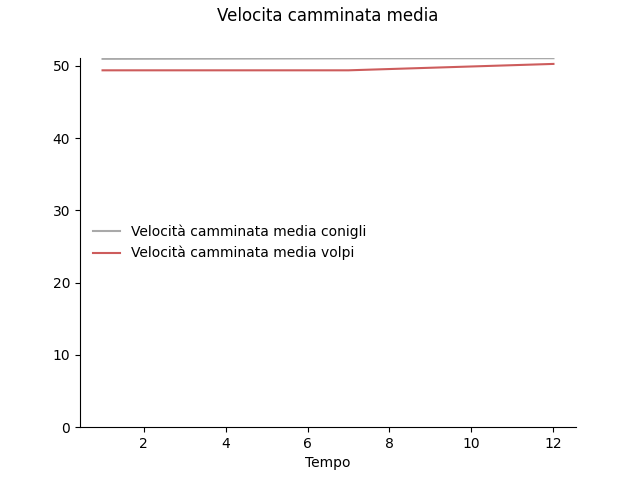 Velocita camminata media
50
40
30
20
10
0
Velocità camminata media conigli
Velocità camminata media volpi
2 4 6 8 10 12
Tempo